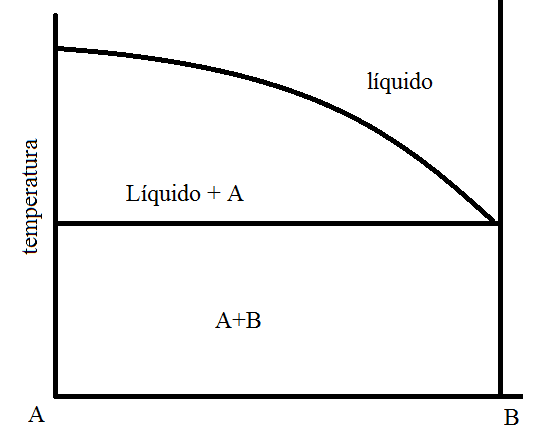 líquido
Líquido + A
temperatura
A+B
A
B